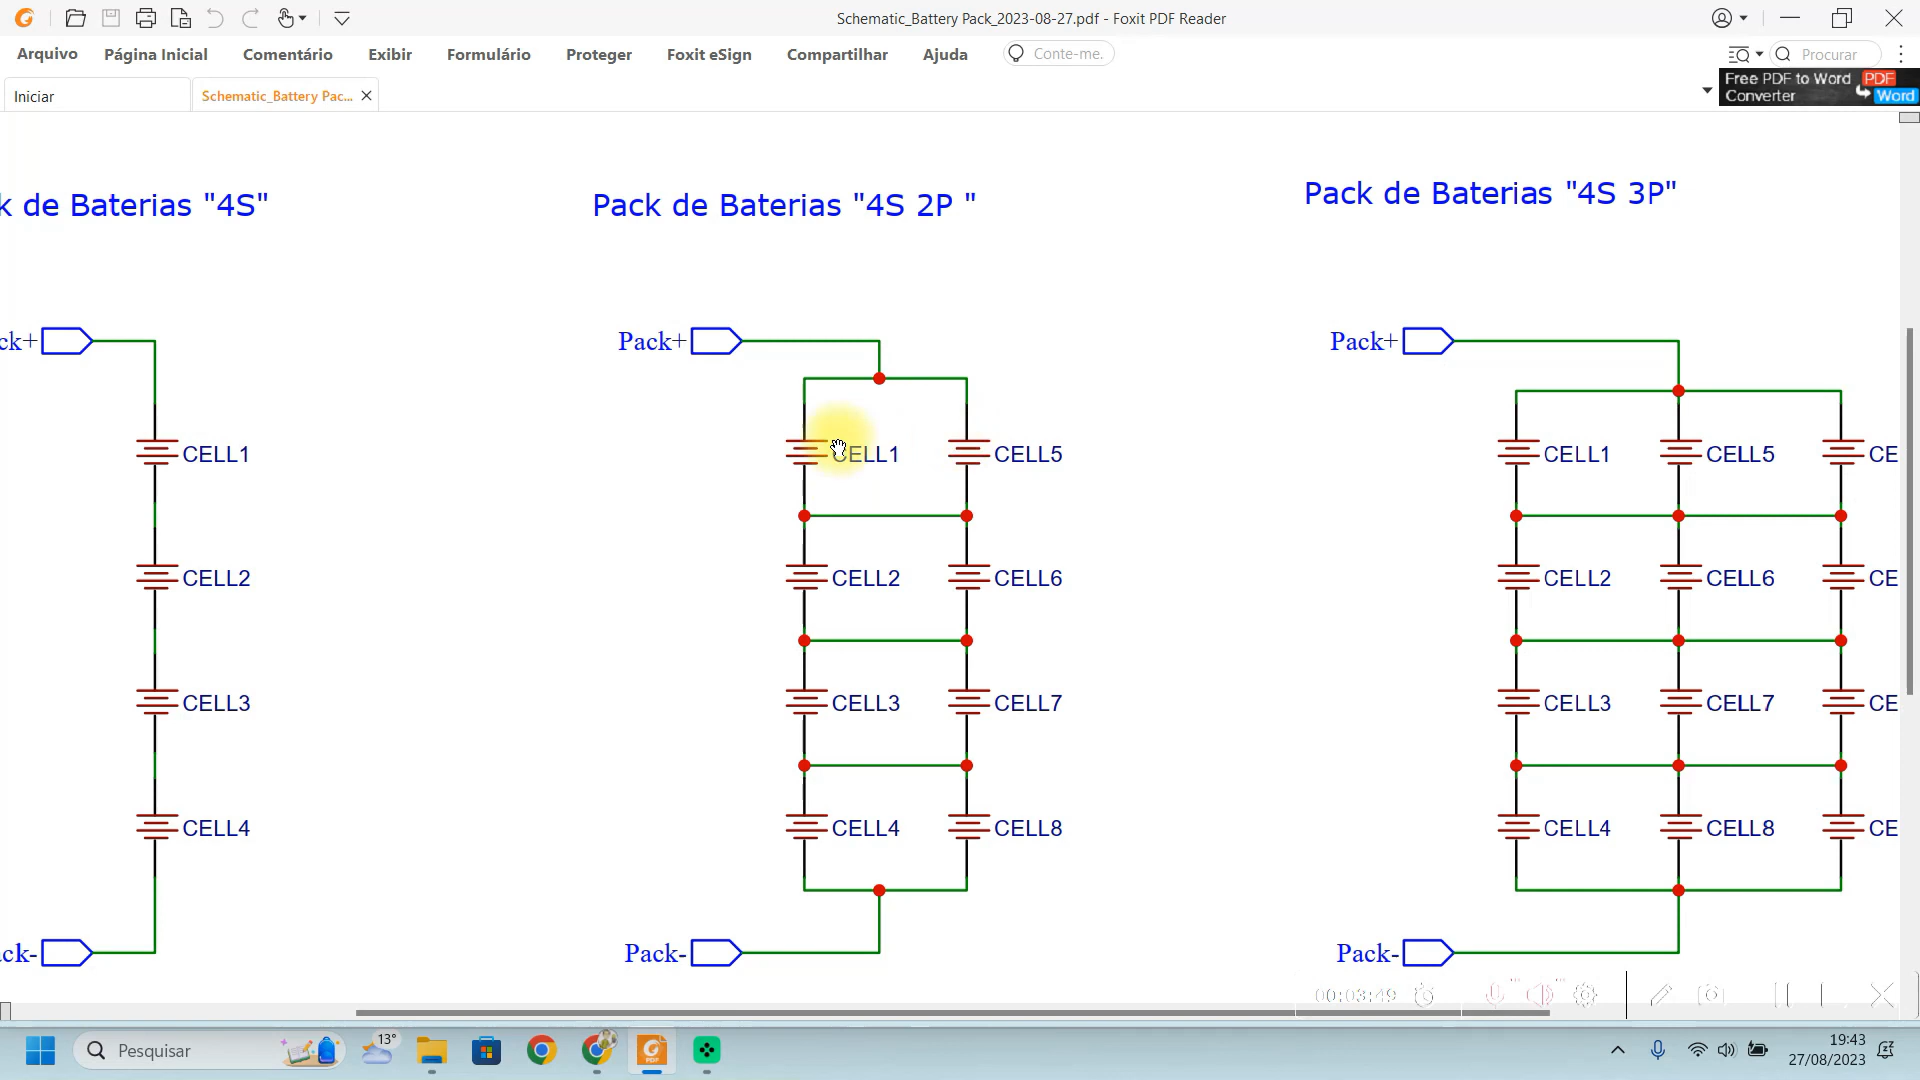 Schematic_Battery Pack_2023-08-27.pdf - Foxit PDF Reader
Arquivo Página Inicial Comentário Exibir Formulário Proteger Foxit eSign Compartilhar Ajuda Conte-me. Procurar
Iniciar Schematic_Battery Pac...
Free PDF to Word PDF
Converter Word
k de Baterias "4S"
Pack de Baterias "4S 2P "
Pack de Baterias "4S 3P"
ck+ Pack+ Pack+
CELL1 CELL1 CELL5 CELL1 CELL5 CE
CELL2 CELL2 CELL6 CELL2 CELL6 CE
CELL3 CELL3 CELL7 CELL3 CELL7 CE
CELL4 CELL4 CELL8 CELL4 CELL8 CE
ck- Pack- Pack-
00:03:49
Pesquisar
13°
PDF
19:43
27/08/2023